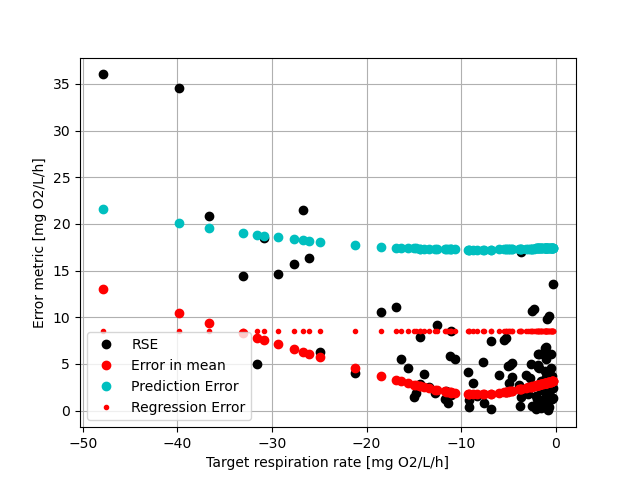 Error metric [mg O2/L/h]
35
30
25
20
15
10
5
0
RSE
Error in mean
Prediction Error
Regression Error
−50 −40 −30 −20 −10 0
Target respiration rate [mg O2/L/h]